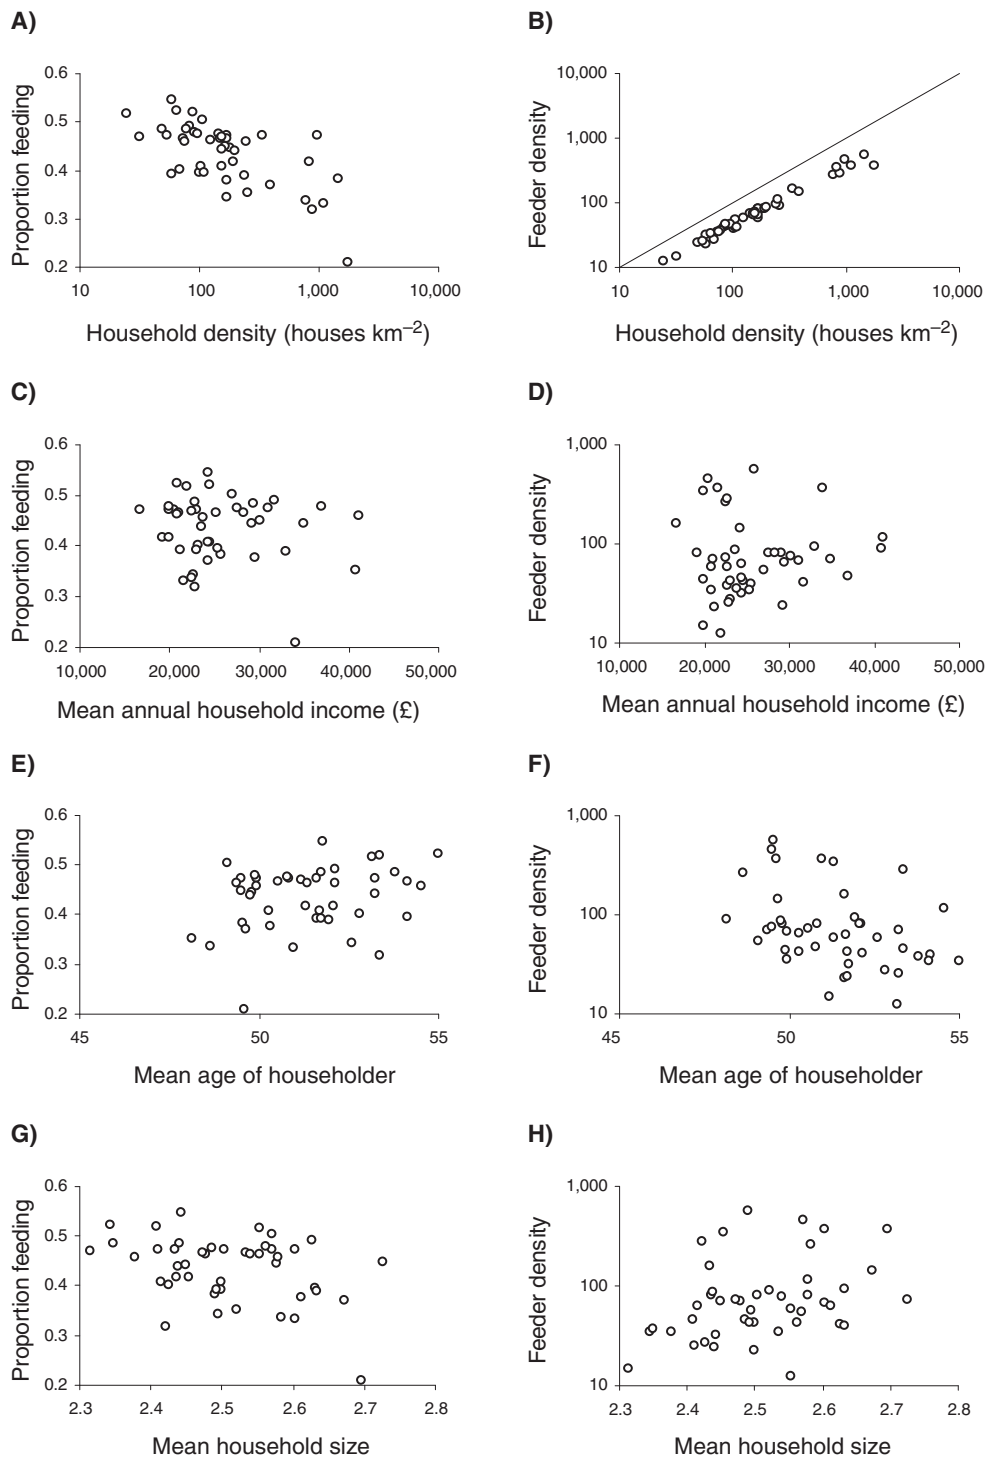 A)
B)
Proportion feeding
0.6
0.5
0.4
0.3
0.2
10
100
1,000
10,000
Household density (houses km⁻²)
Feeder density
10,000
1,000
100
10
10
100
1,000
10,000
Household density (houses km⁻²)
C)
D)
Proportion feeding
0.6
0.5
0.4
0.3
0.2
10,000
20,000
30,000
40,000
50,000
Mean annual household income (£)
Feeder density
1,000
100
10
10,000
20,000
30,000
40,000
50,000
Mean annual household income (£)
E)
F)
Proportion feeding
0.6
0.5
0.4
0.3
0.2
45
50
55
Mean age of householder
Feeder density
1,000
100
10
45
50
55
Mean age of householder
G)
H)
Proportion feeding
0.6
0.5
0.4
0.3
0.2
2.3
2.4
2.5
2.6
2.7
2.8
Mean household size
Feeder density
1,000
100
10
2.3
2.4
2.5
2.6
2.7
2.8
Mean household size